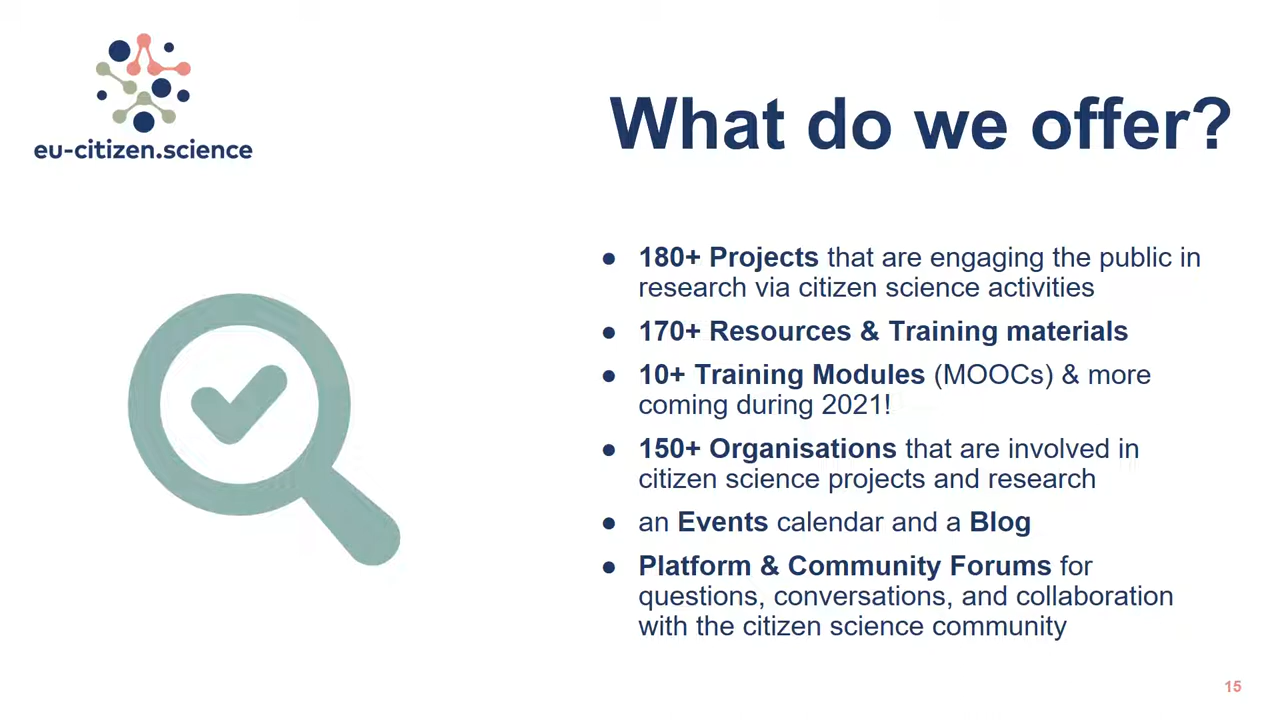 eu-citizen.science
What do we offer?
● 180+ Projects that are engaging the public in
research via citizen science activities
● 170+ Resources & Training materials
● 10+ Training Modules (MOOCs) & more
coming during 2021!
● 150+ Organisations that are involved in
citizen science projects and research
● an Events calendar and a Blog
● Platform & Community Forums for
questions, conversations, and collaboration
with the citizen science community
15